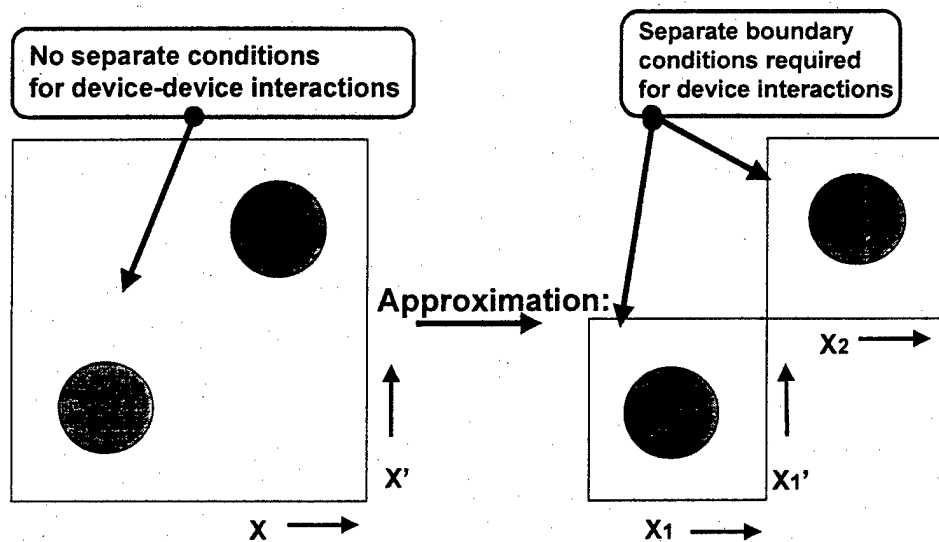 No separate conditions
for device-device interactions
Separate boundary
conditions required
for device interactions
Approximation:
X'
X
X2
X1'
X1